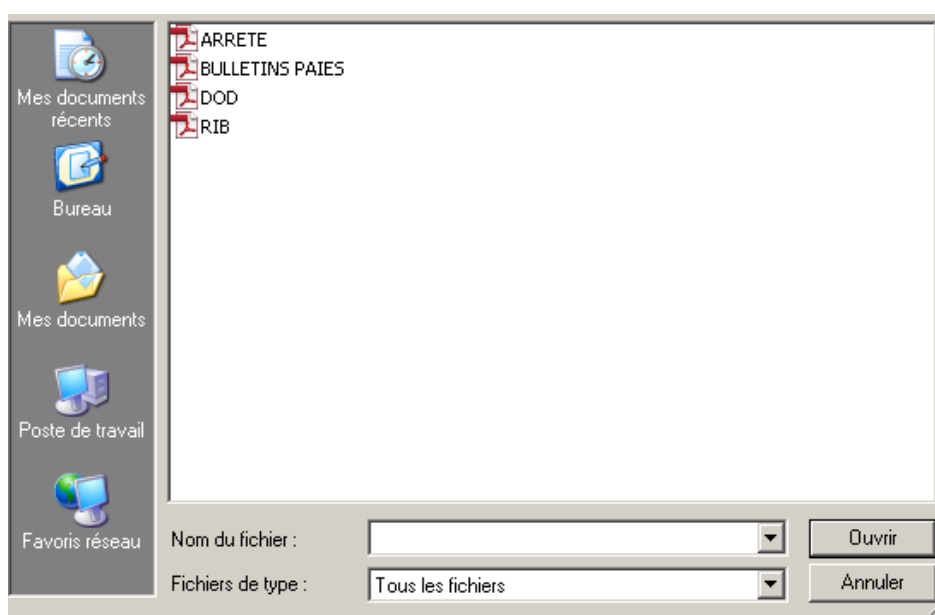 Mes documents
récents
Bureau
Mes documents
Poste de travail
Favoris réseau
ARRETE
BULLETINS PAIES
DOD
RIB
Nom du fichier :
Ouvrir
Fichiers de type :
Tous les fichiers
Annuler